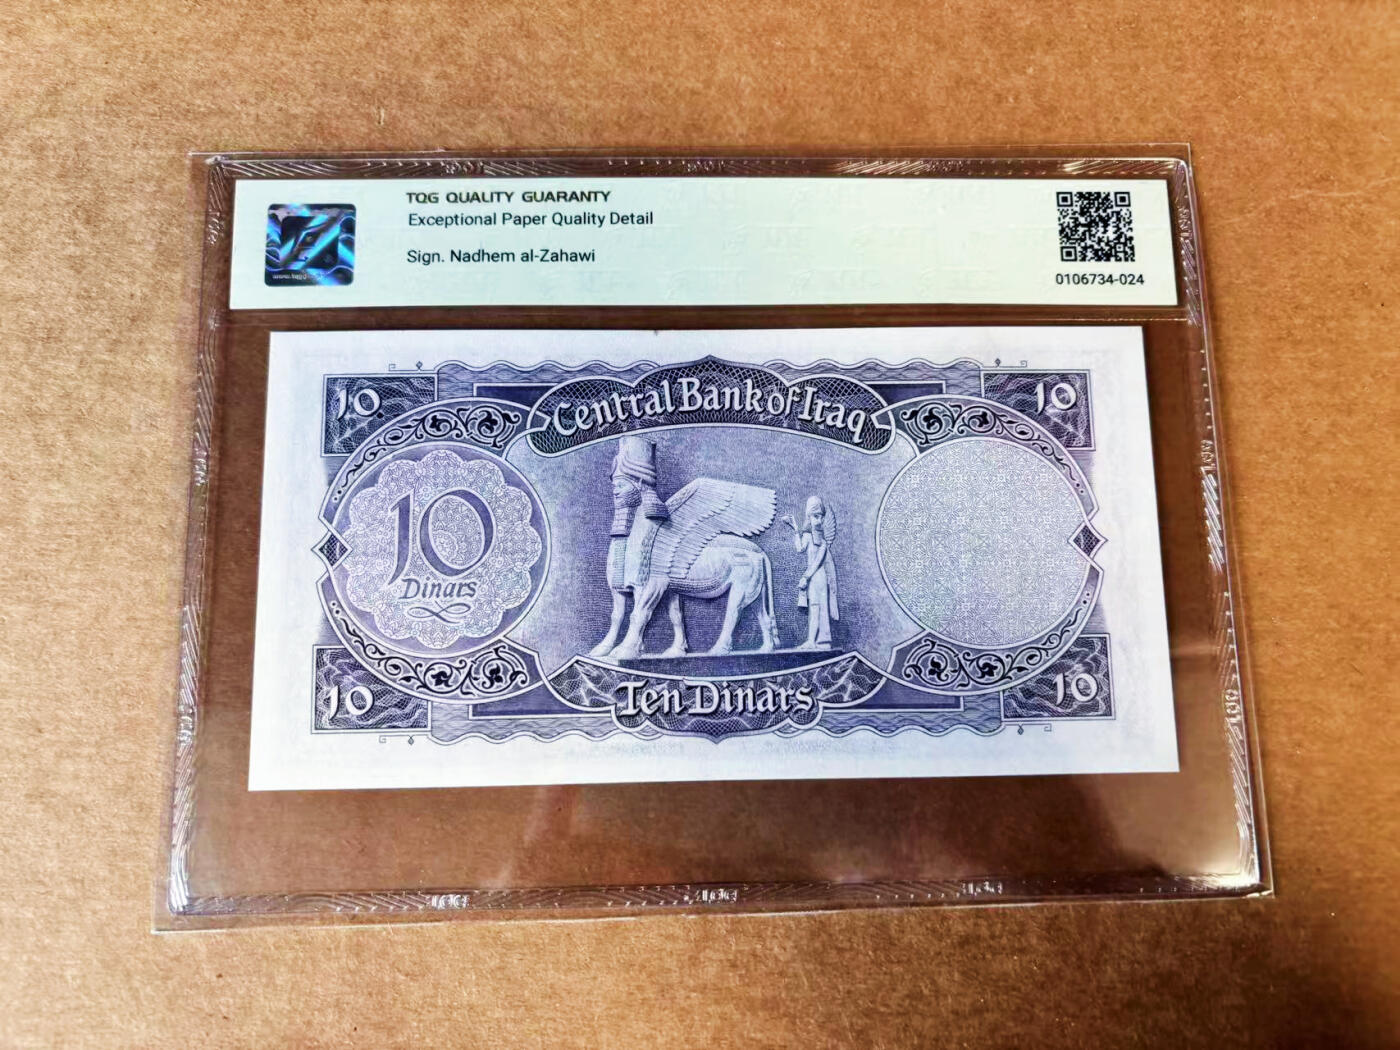 TQG QUALITY GUARANTY
Exceptional Paper Quality Detail
Sign. Nadhem al-Zahawi
0106734-024
10
Central Bank of Iraq
10
10
Dinars
10
Ten Dinars
10